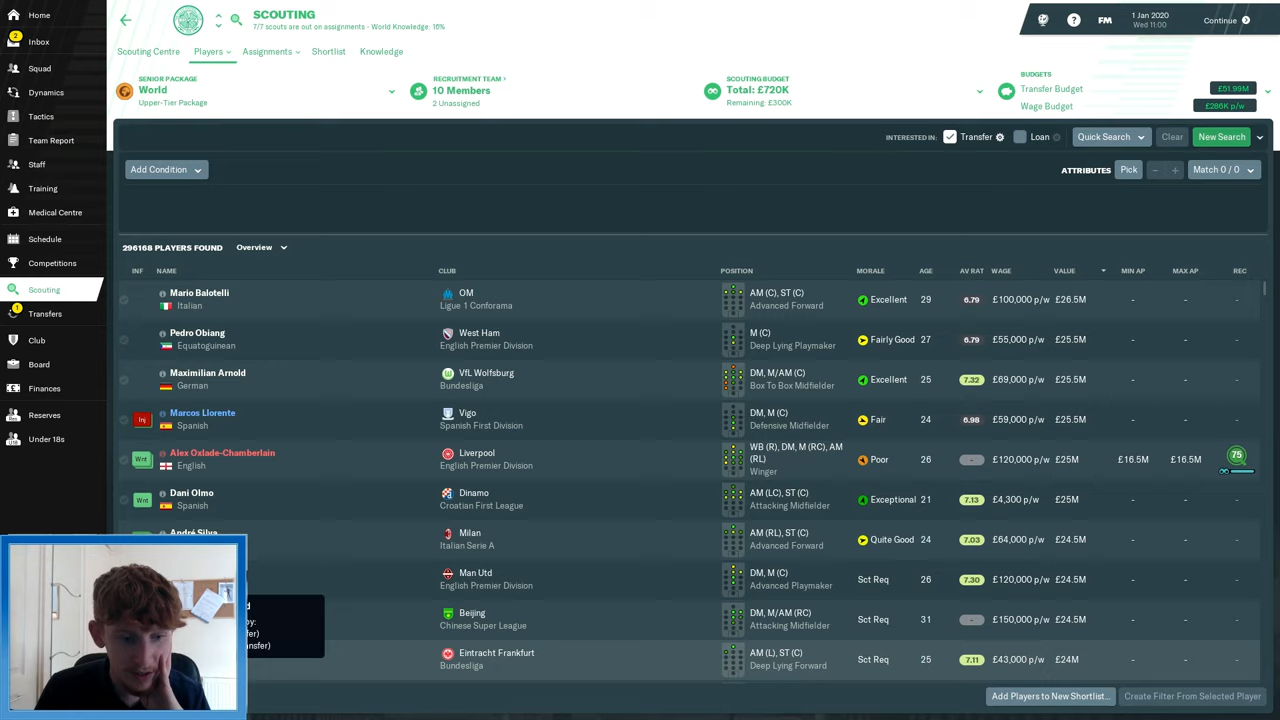 Home
2
Inbox
Squad
Dynamics
Tactics
Team Report
Staff
Training
Medical Centre
Schedule
Competitions
Scouting
1
Transfers
Club
Board
Finances
Reserves
U18
Under 18s
SCOUTING
7/7 scouts are out on assignments - World Knowledge: 16%
FM
1 Jan 2020
Wed 11:00
Continue
Scouting Centre
Players
Assignments
Shortlist
Knowledge
SENIOR PACKAGE
World
Upper-Tier Package
RECRUITMENT TEAM >
10 Members
2 Unassigned
SCOUTING BUDGET
Total: £720K
Remaining: £300K
BUDGETS
Transfer Budget £51.99M
Wage Budget £286K p/w
INTERESTED IN: Transfer Loan Quick Search Clear New Search
Add Condition
ATTRIBUTES Pick − + Match 0 / 0
296168 PLAYERS FOUND Overview
INF NAME CLUB POSITION MORALE AGE AV RAT WAGE VALUE MIN AP MAX AP REC
Mario Balotelli OM AM (C), ST (C) Excellent 29 6.79 £100,000 p/w £26.5M - - -
Italian Ligue 1 Conforama Advanced Forward
Pedro Obiang West Ham M (C) Fairly Good 27 6.79 £55,000 p/w £25.5M - - -
Equatoguinean English Premier Division Deep Lying Playmaker
Maximilian Arnold VfL Wolfsburg DM, M/AM (C) Excellent 25 7.32 £69,000 p/w £25.5M - - -
German Bundesliga Box To Box Midfielder
Inj Marcos Llorente Vigo DM, M (C) Fair 24 6.98 £59,000 p/w £25.5M - - -
Spanish Spanish First Division Defensive Midfielder
Wnt Alex Oxlade-Chamberlain Liverpool WB (R), DM, M (RC), AM (RL) Poor 26 - £120,000 p/w £25M £16.5M £16.5M 75
English English Premier Division Winger
Wnt Dani Olmo Dinamo AM (LC), ST (C) Exceptional 21 7.13 £4,300 p/w £25M - - -
Spanish Croatian First League Attacking Midfielder
André Silva Milan AM (RL), ST (C) Quite Good 24 7.03 £64,000 p/w £24.5M - - -
Italian Serie A Advanced Forward
Man Utd DM, M (C) Sct Req 26 7.30 £120,000 p/w £24.5M - - -
English Premier Division Advanced Playmaker
Beijing DM, M/AM (RC) Sct Req 31 - £150,000 p/w £24.5M - - -
Chinese Super League Attacking Midfielder
Eintracht Frankfurt AM (L), ST (C) Sct Req 25 7.11 £43,000 p/w £24M - - -
Bundesliga Deep Lying Forward
Add Players to New Shortlist... Create Filter From Selected Player